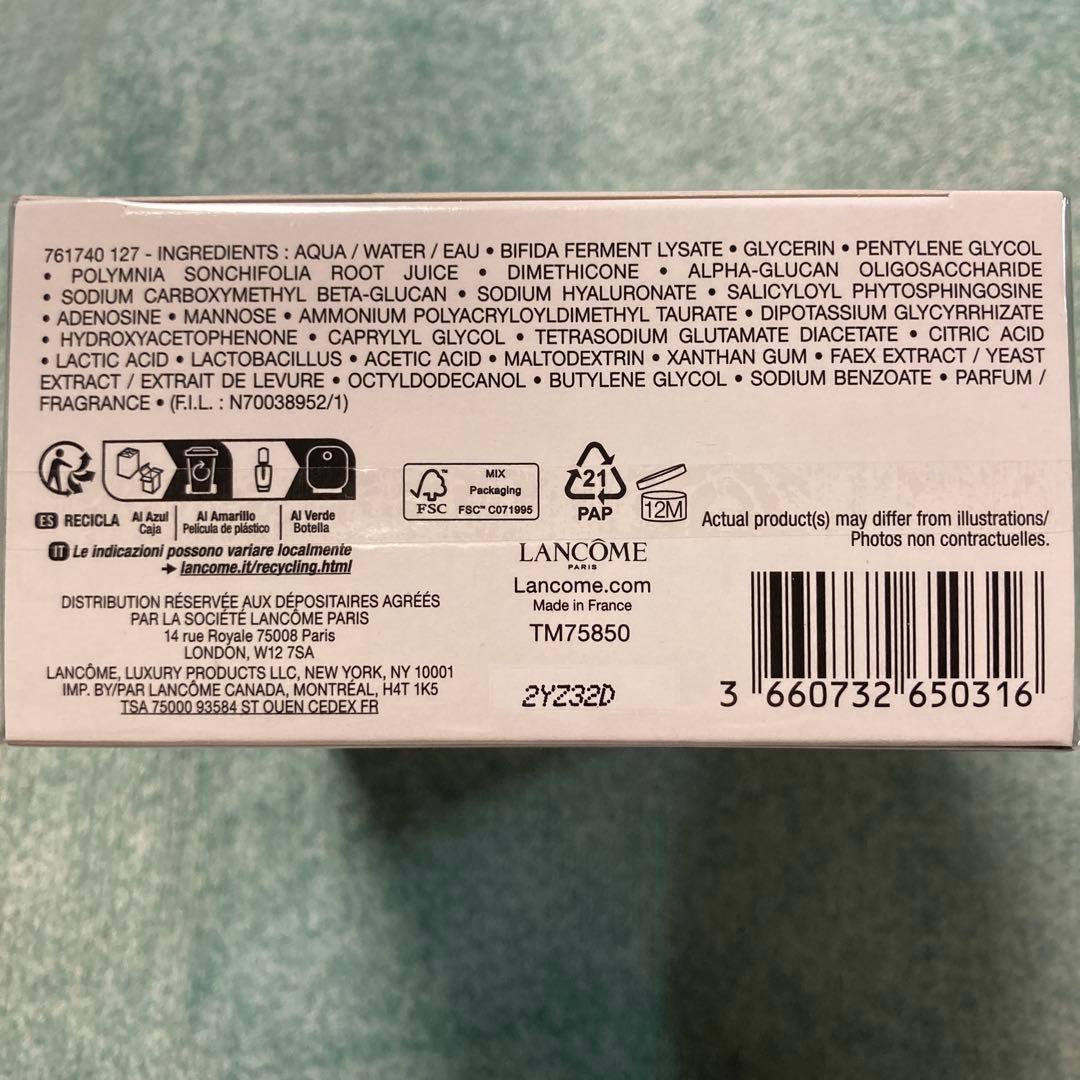 761740 127 - INGREDIENTS : AQUA / WATER / EAU • BIFIDA FERMENT LYSATE • GLYCERIN • PENTYLENE GLYCOL
• POLYMNIA SONCHIFOLIA ROOT JUICE • DIMETHICONE • ALPHA-GLUCAN OLIGOSACCHARIDE
• SODIUM CARBOXYMETHYL BETA-GLUCAN • SODIUM HYALURONATE • SALICYLOYL PHYTOSPHINGOSINE
• ADENOSINE • MANNOSE • AMMONIUM POLYACRYLOYLDIMETHYL TAURATE • DIPOTASSIUM GLYCYRRHIZATE
• HYDROXYACETOPHENONE • CAPRYLYL GLYCOL • TETRASODIUM GLUTAMATE DIACETATE • CITRIC ACID
• LACTIC ACID • LACTOBACILLUS • ACETIC ACID • MALTODEXTRIN • XANTHAN GUM • FAEX EXTRACT / YEAST
EXTRACT / EXTRAIT DE LEVURE • OCTYLDODECANOL • BUTYLENE GLYCOL • SODIUM BENZOATE • PARFUM /
FRAGRANCE • (F.I.L. : N70038952/1)
ES RECICLA
Al Azul
Caja
Al Amarillo
Película de plástico
Al Verde
Botella
IT Le indicazioni possono variare localmente
➔ lancome.it/recycling.html
FSC™
MIX
Packaging
FSC™ C071995
21
PAP
12M
Actual product(s) may differ from illustrations/
Photos non contractuelles.
DISTRIBUTION RÉSERVÉE AUX DÉPOSITAIRES AGRÉÉS
PAR LA SOCIÉTÉ LANCÔME PARIS
14 rue Royale 75008 Paris
LONDON, W12 7SA
LANCÔME, LUXURY PRODUCTS LLC, NEW YORK, NY 10001
IMP. BY/PAR LANCÔME CANADA, MONTRÉAL, H4T 1K5
TSA 75000 93584 ST OUEN CEDEX FR
LANCÔME
PARIS
Lancome.com
Made in France
TM75850
2YZ32D
3 660732 650316